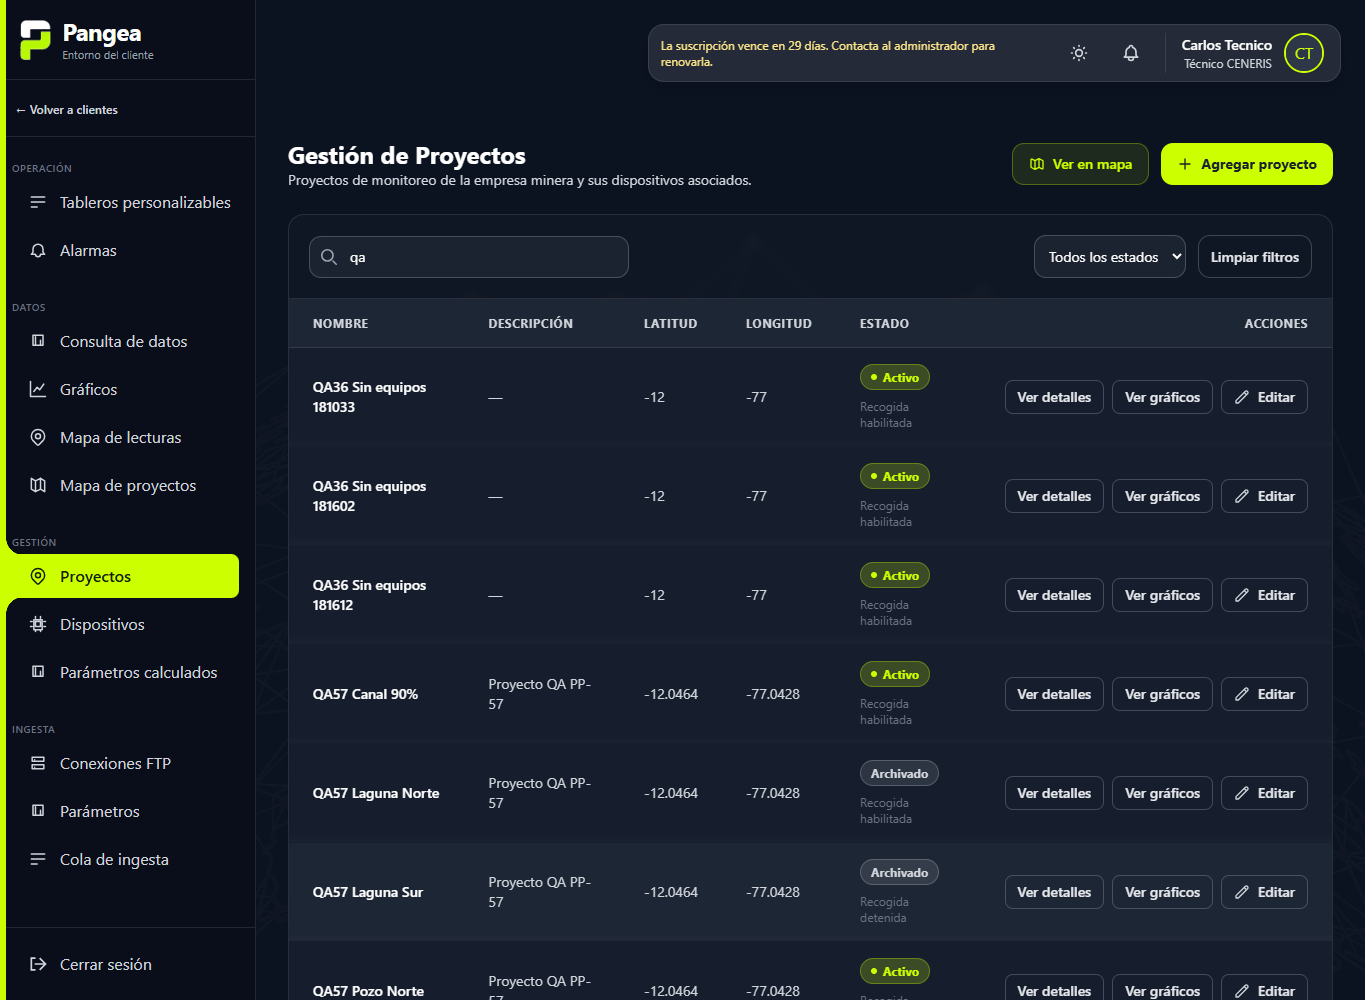 Pangea
Entorno del cliente
← Volver a clientes
OPERACIÓN
Tableros personalizables
Alarmas
DATOS
Consulta de datos
Gráficos
Mapa de lecturas
Mapa de proyectos
GESTIÓN
Proyectos
Dispositivos
Parámetros calculados
INGESTA
Conexiones FTP
Parámetros
Cola de ingesta
Cerrar sesión
La suscripción vence en 29 días. Contacta al administrador para
renovarla.
Carlos Tecnico
Técnico CENERIS
CT
Gestión de Proyectos
Proyectos de monitoreo de la empresa minera y sus dispositivos asociados.
Ver en mapa
+ Agregar proyecto
qa
Todos los estados
Limpiar filtros
NOMBRE DESCRIPCIÓN LATITUD LONGITUD ESTADO ACCIONES
QA36 Sin equipos
181033
— -12 -77
Activo
Recogida
habilitada
Ver detalles Ver gráficos Editar
QA36 Sin equipos
181602
— -12 -77
Activo
Recogida
habilitada
Ver detalles Ver gráficos Editar
QA36 Sin equipos
181612
— -12 -77
Activo
Recogida
habilitada
Ver detalles Ver gráficos Editar
QA57 Canal 90%
Proyecto QA PP-
57
-12.0464 -77.0428
Activo
Recogida
habilitada
Ver detalles Ver gráficos Editar
QA57 Laguna Norte
Proyecto QA PP-
57
-12.0464 -77.0428
Archivado
Recogida
habilitada
Ver detalles Ver gráficos Editar
QA57 Laguna Sur
Proyecto QA PP-
57
-12.0464 -77.0428
Archivado
Recogida
detenida
Ver detalles Ver gráficos Editar
QA57 Pozo Norte
Proyecto QA PP-
57
-12.0464 -77.0428
Activo
Ver detalles Ver gráficos Editar